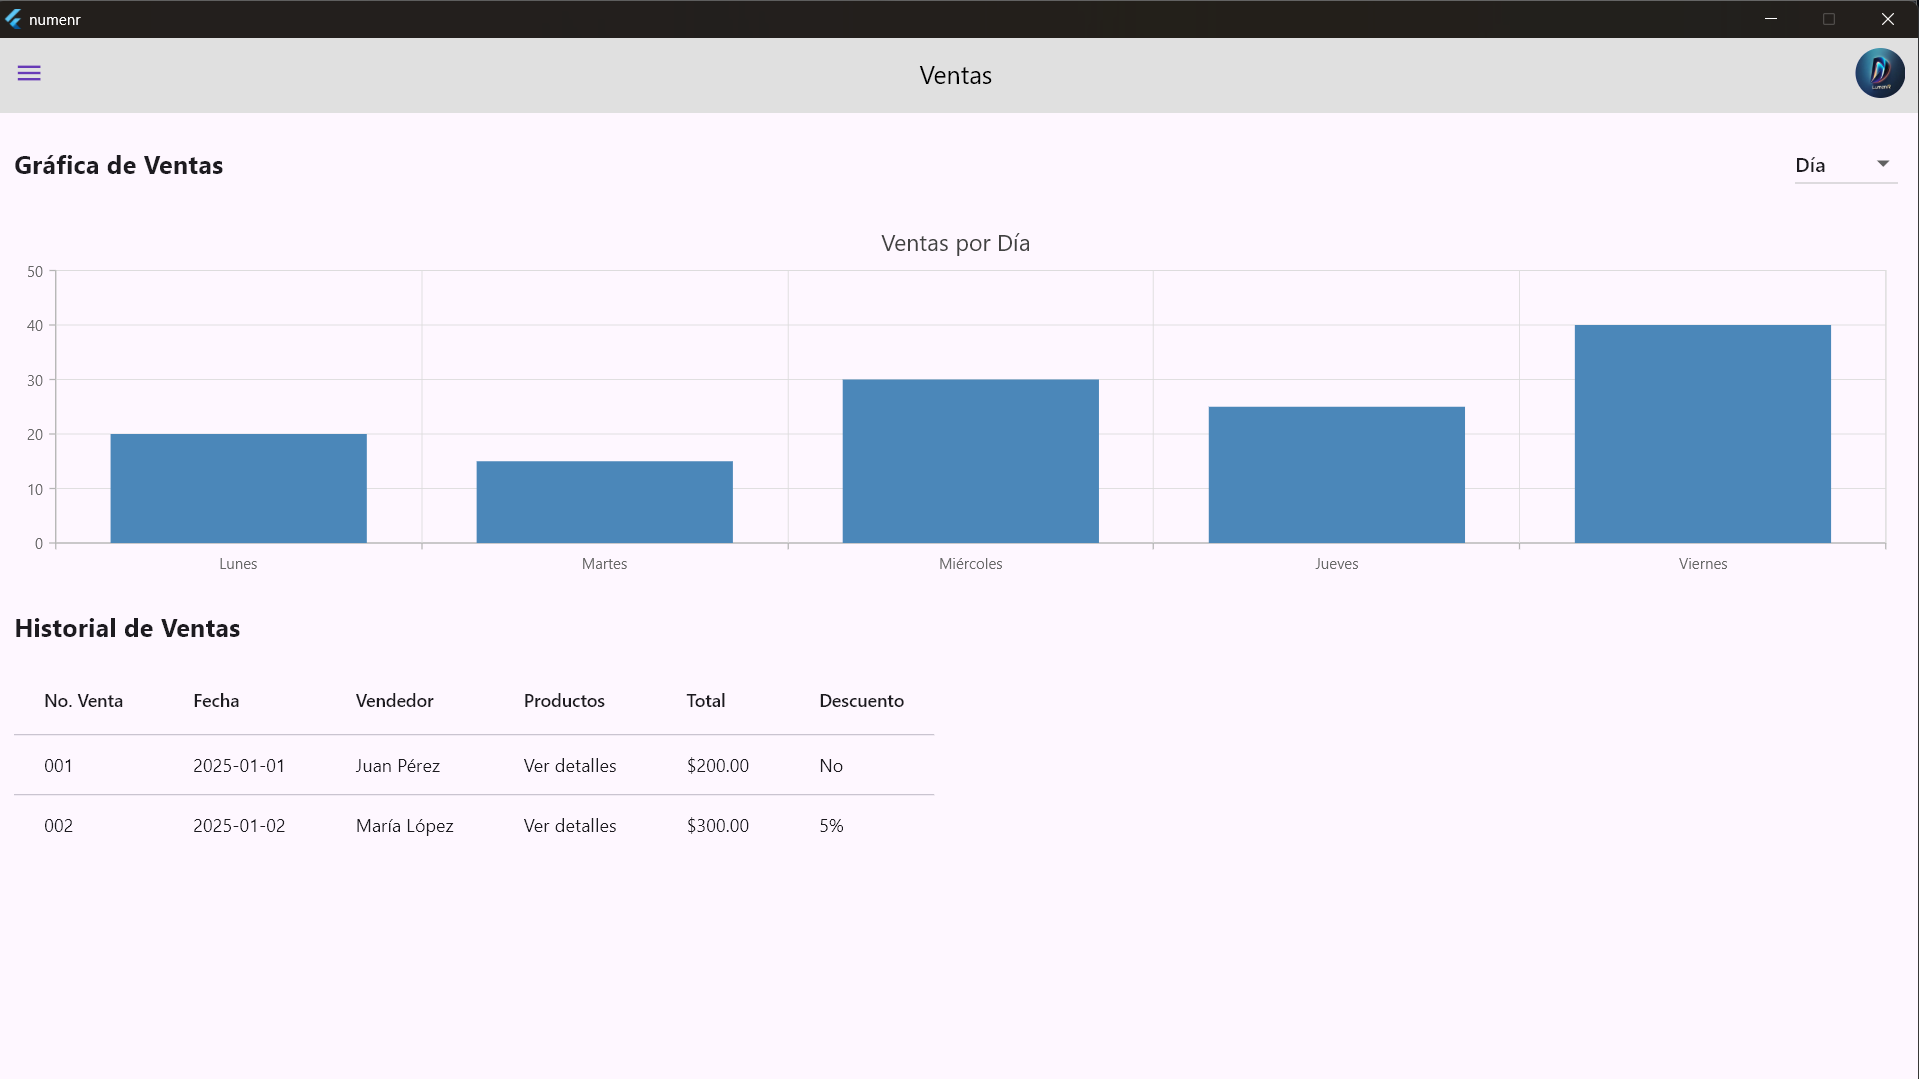 numenr
Ventas
LumenR
Gráfica de Ventas
Día
Ventas por Día
50
40
30
20
10
0
Lunes Martes Miércoles Jueves Viernes
Historial de Ventas
No. Venta Fecha Vendedor Productos Total Descuento
001 2025-01-01 Juan Pérez Ver detalles $200.00 No
002 2025-01-02 María López Ver detalles $300.00 5%